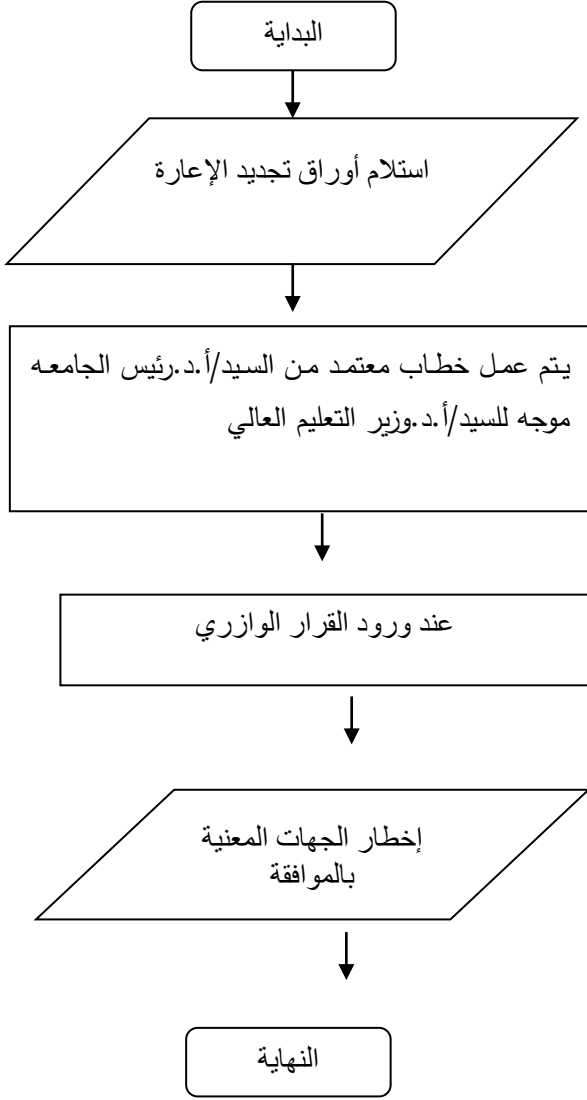 البداية
استلام أوراق تجديد الإعارة
يتم عمل خطاب معتمد من السيد/أ.د.رئيس الجامعه
موجه للسيد/أ.د.وزير التعليم العالي
عند ورود القرار الوازري
إخطار الجهات المعنية
بالموافقة
النهاية